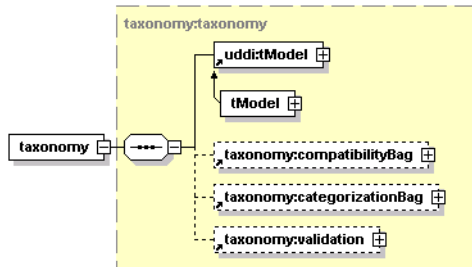 taxonomy:taxonomy
uddi:tModel
tModel
taxonomy
taxonomy:compatibilityBag
taxonomy:categorizationBag
taxonomy:validation